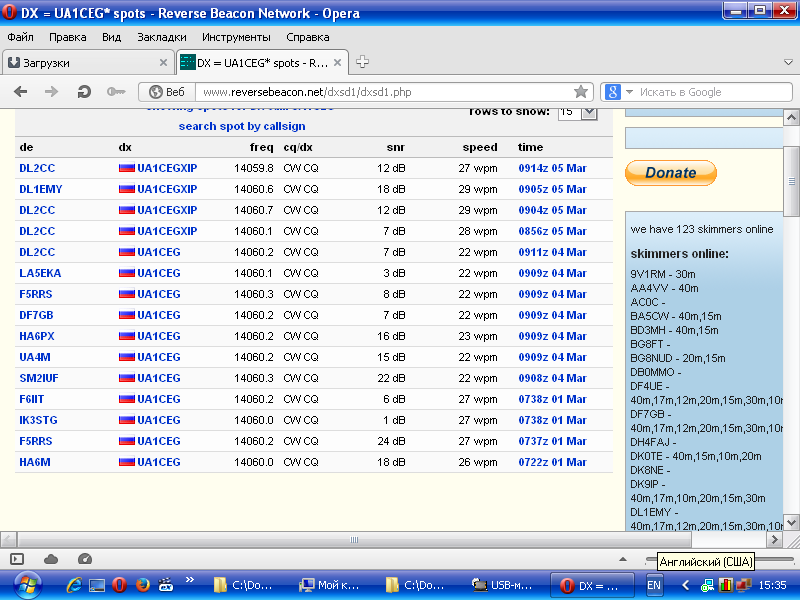 DX = UA1CEG* spots - Reverse Beacon Network - Opera
Файл Правка Вид Закладки Инструменты Справка
Загрузки
DX = UA1CEG* spots - R...
Веб www.reversebeacon.net/dxsd1/dxsd1.php
Искать в Google
rows to show: 15
search spot by callsign
de dx freq cq/dx snr speed time
DL2CC UA1CEGXIP 14059.8 CW CQ 12 dB 27 wpm 0914z 05 Mar
DL1EMY UA1CEGXIP 14060.6 CW CQ 18 dB 29 wpm 0905z 05 Mar
DL2CC UA1CEGXIP 14060.7 CW CQ 12 dB 29 wpm 0904z 05 Mar
DL2CC UA1CEGXIP 14060.1 CW CQ 7 dB 28 wpm 0856z 05 Mar
DL2CC UA1CEG 14060.2 CW CQ 7 dB 22 wpm 0911z 04 Mar
LA5EKA UA1CEG 14060.1 CW CQ 3 dB 22 wpm 0909z 04 Mar
F5RRS UA1CEG 14060.3 CW CQ 8 dB 22 wpm 0909z 04 Mar
DF7GB UA1CEG 14060.2 CW CQ 7 dB 22 wpm 0909z 04 Mar
HA6PX UA1CEG 14060.2 CW CQ 16 dB 23 wpm 0909z 04 Mar
UA4M UA1CEG 14060.2 CW CQ 15 dB 22 wpm 0909z 04 Mar
SM2IUF UA1CEG 14060.3 CW CQ 22 dB 22 wpm 0908z 04 Mar
F6IIT UA1CEG 14060.2 CW CQ 6 dB 27 wpm 0738z 01 Mar
IK3STG UA1CEG 14060.0 CW CQ 1 dB 27 wpm 0738z 01 Mar
F5RRS UA1CEG 14060.2 CW CQ 24 dB 27 wpm 0737z 01 Mar
HA6M UA1CEG 14060.0 CW CQ 18 dB 26 wpm 0722z 01 Mar
Donate
we have 123 skimmers online
skimmers online:
9V1RM - 30m
AA4VV - 40m
AC0C -
BA5CW - 40m,15m
BD3MH - 40m,15m
BG8FT -
BG8NUD - 20m,15m
DB0MMO -
DF4UE -
40m,17m,12m,20m,15m,30m,10m
DF7GB -
40m,17m,12m,20m,15m,30m,10m
DH4FAJ -
DK0TE - 40m,15m,10m,20m
DK8NE -
DK9IP -
40m,17m,10m,20m,15m,30m
DL1EMY -
40m,17m,12m,20m,15m,30m,10m
Английский (США)
C:\Do...
Мой к...
C:\Do...
USB-м...
DX = ...
EN
15:35